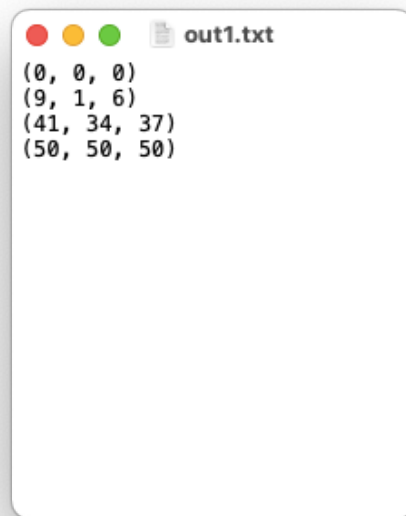 out1.txt
(0, 0, 0)
(9, 1, 6)
(41, 34, 37)
(50, 50, 50)